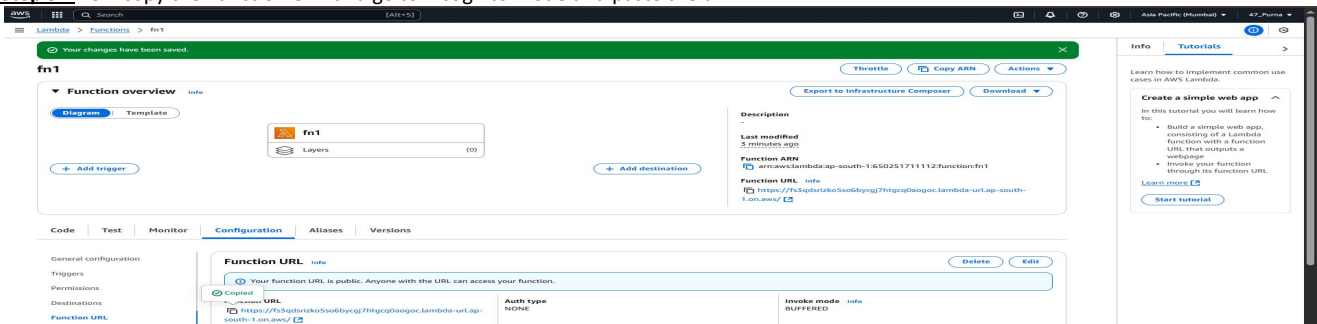 aws
Search
[Alt+S]
Asia Pacific (Mumbai)
47_Purna
Lambda > Functions > fn1
Your changes have been saved.
fn1
Throttle
Copy ARN
Actions
Function overview Info
Export to Infrastructure Composer
Download
Diagram
Template
fn1
Layers
(0)
+ Add trigger
+ Add destination
Description
-
Last modified
3 minutes ago
Function ARN
arn:aws:lambda:ap-south-1:650251711112:function:fn1
Function URL Info
https://fs3qdsrizko5so6bycgj7htgcq0aogoc.lambda-url.ap-south-
1.on.aws/
Code
Test
Monitor
Configuration
Aliases
Versions
General configuration
Triggers
Permissions
Destinations
Function URL
Function URL Info
Delete
Edit
Your function URL is public. Anyone with the URL can access your function.
Copied
URL
https://fs3qdsrizko5so6bycgj7htgcq0aogoc.lambda-url.ap-
south-1.on.aws/
Auth type
NONE
Invoke mode Info
BUFFERED
Info
Tutorials
Learn how to implement common use
cases in AWS Lambda.
Create a simple web app
In this tutorial you will learn how
to:
• Build a simple web app,
consisting of a Lambda
function with a function
URL that outputs a
webpage
• Invoke your function
through its function URL
Learn more
Start tutorial